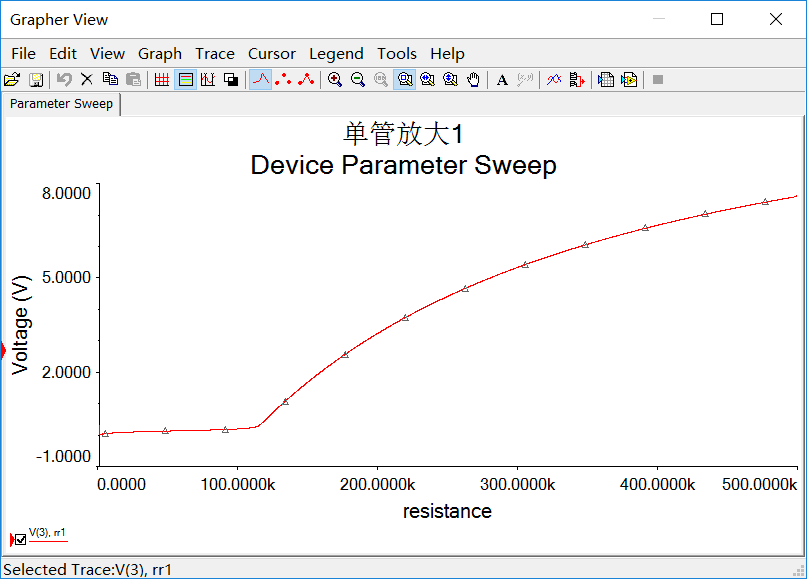 Grapher View
File Edit View Graph Trace Cursor Legend Tools Help
A
Parameter Sweep
单管放大1
Device Parameter Sweep
8.0000
5.0000
2.0000
-1.0000
Voltage (V)
0.0000 100.0000k 200.0000k 300.0000k 400.0000k 500.0000k
resistance
V(3), rr1
Selected Trace:V(3), rr1